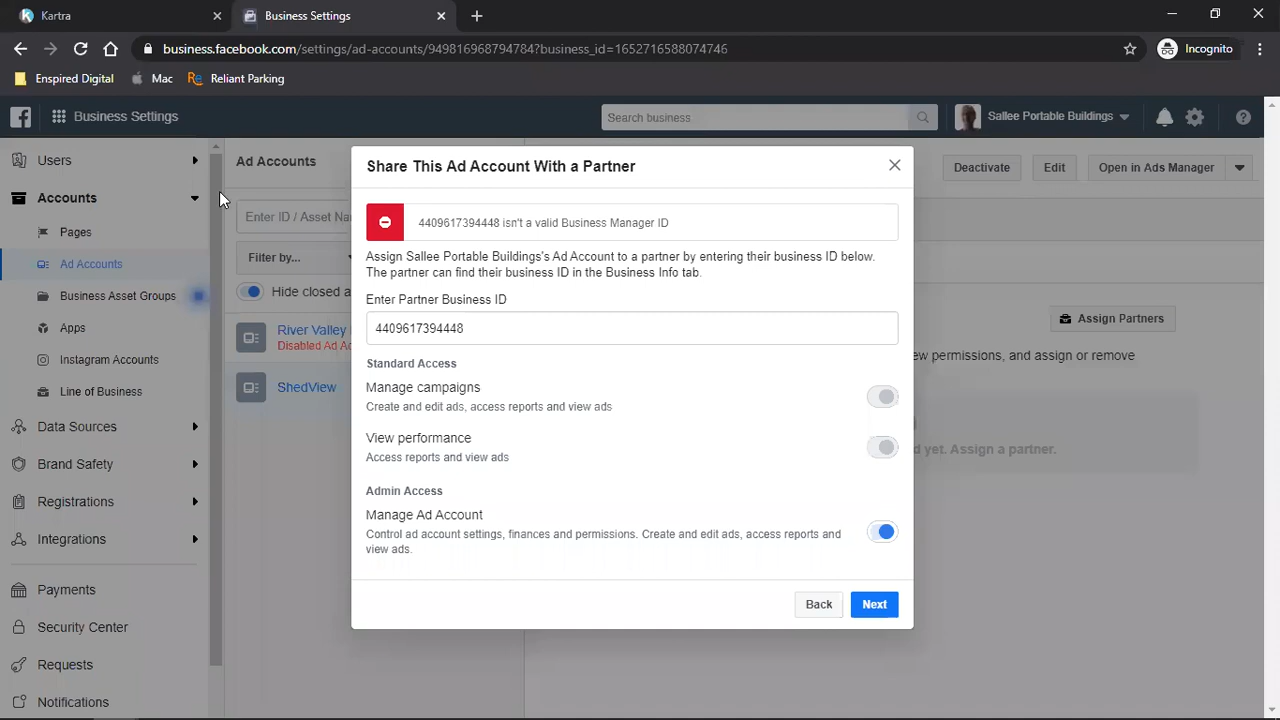 Kartra
Business Settings
business.facebook.com/settings/ad-accounts/949816968794784?business_id=1652716588074746
Incognito
Enspired Digital
Mac
Reliant Parking
Business Settings
Search business
Sallee Portable Buildings
Users
Accounts
Pages
Ad Accounts
Business Asset Groups
Apps
Instagram Accounts
Line of Business
Data Sources
Brand Safety
Registrations
Integrations
Payments
Security Center
Requests
Notifications
Ad Accounts
Enter ID / Asset Na
Filter by...
Hide closed a
River Valley
Disabled Ad Ac
ShedView
Share This Ad Account With a Partner
4409617394448 isn't a valid Business Manager ID
Assign Sallee Portable Buildings's Ad Account to a partner by entering their business ID below.
The partner can find their business ID in the Business Info tab.
Enter Partner Business ID
4409617394448
Standard Access
Manage campaigns
Create and edit ads, access reports and view ads
View performance
Access reports and view ads
Admin Access
Manage Ad Account
Control ad account settings, finances and permissions. Create and edit ads, access reports and
view ads.
Back
Next
Deactivate
Edit
Open in Ads Manager
Assign Partners
permissions, and assign or remove
yet. Assign a partner.